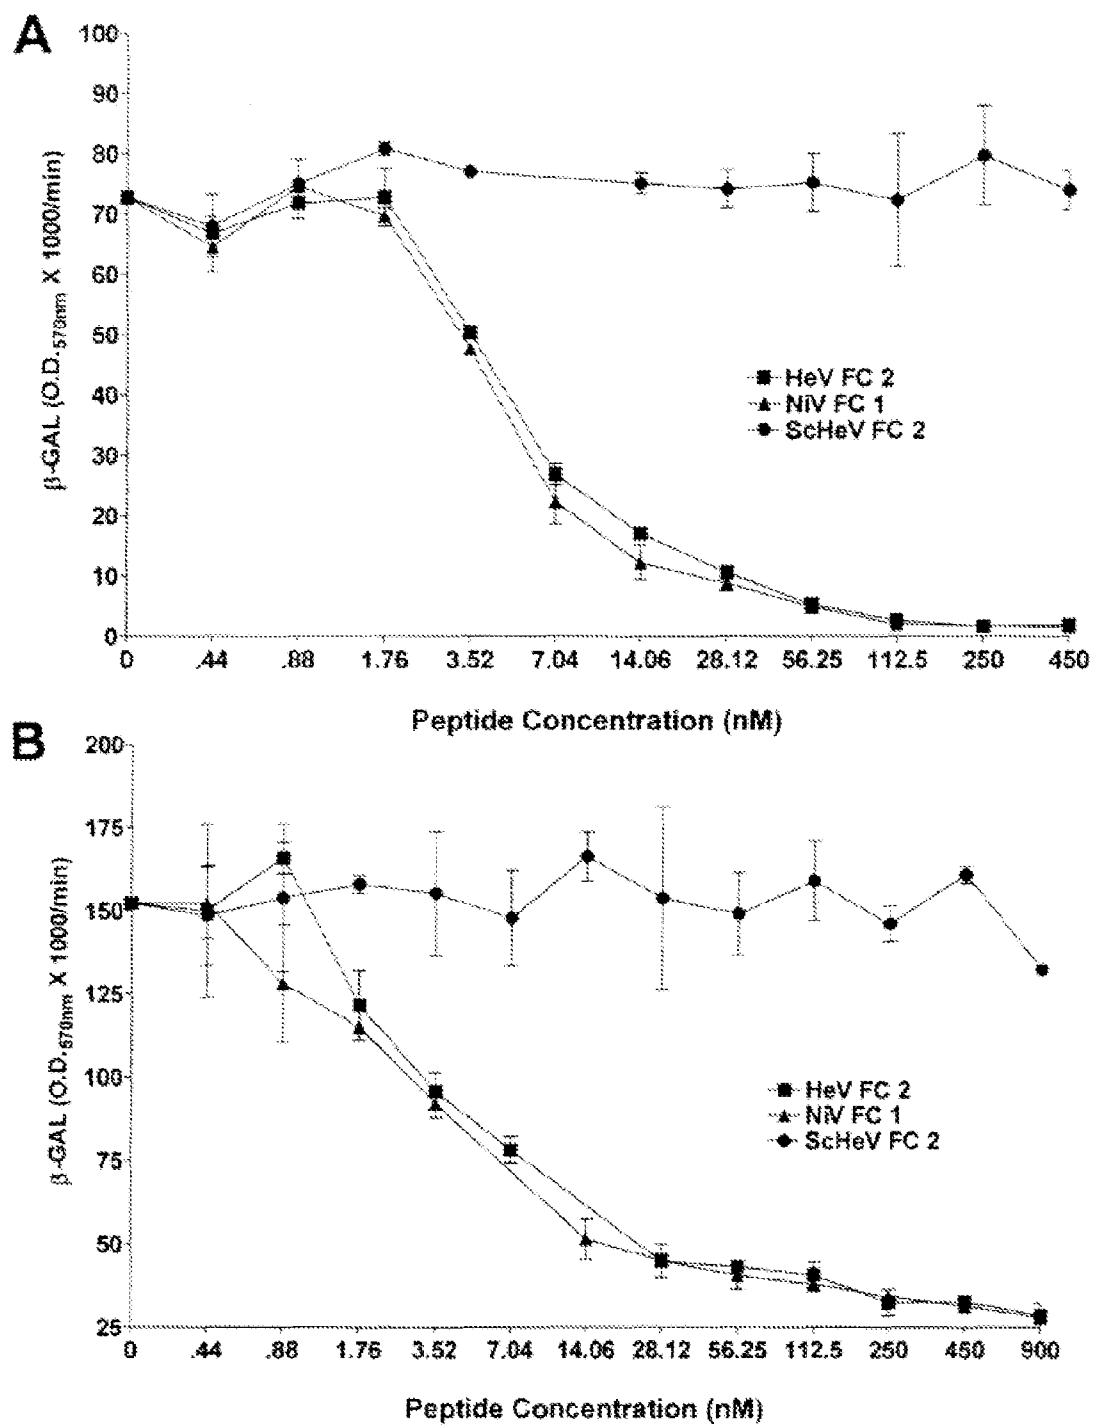 A
100
90
80
70
60
50
40
30
20
10
0
β-GAL (O.D.570nm X 1000/min)
HeV FC 2
NiV FC 1
ScHeV FC 2
0 .44 .88 1.76 3.52 7.04 14.06 28.12 56.25 112.5 250 450
Peptide Concentration (nM)
B
200
175
150
125
100
75
50
25
β-GAL (O.D.570nm X 1000/min)
HeV FC 2
NiV FC 1
ScHeV FC 2
0 .44 .88 1.76 3.52 7.04 14.06 28.12 56.25 112.5 250 450 900
Peptide Concentration (nM)